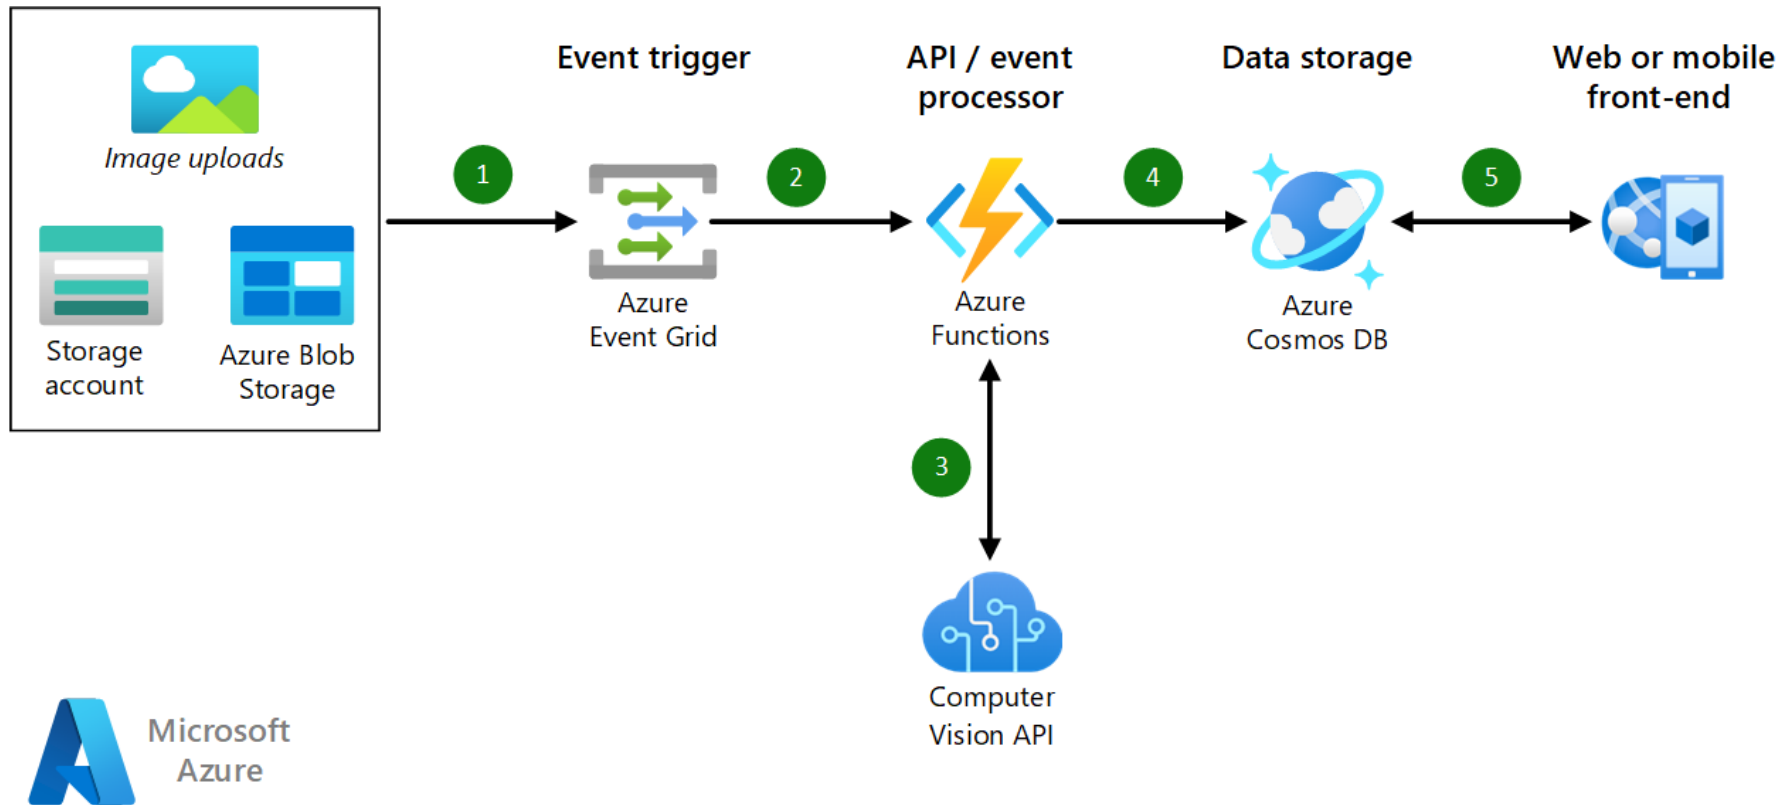 Image uploads
Storage
account
Azure Blob
Storage
1
Event trigger
Azure
Event Grid
2
API / event
processor
Azure
Functions
3
Computer
Vision API
4
Data storage
Azure
Cosmos DB
5
Web or mobile
front-end
Microsoft
Azure